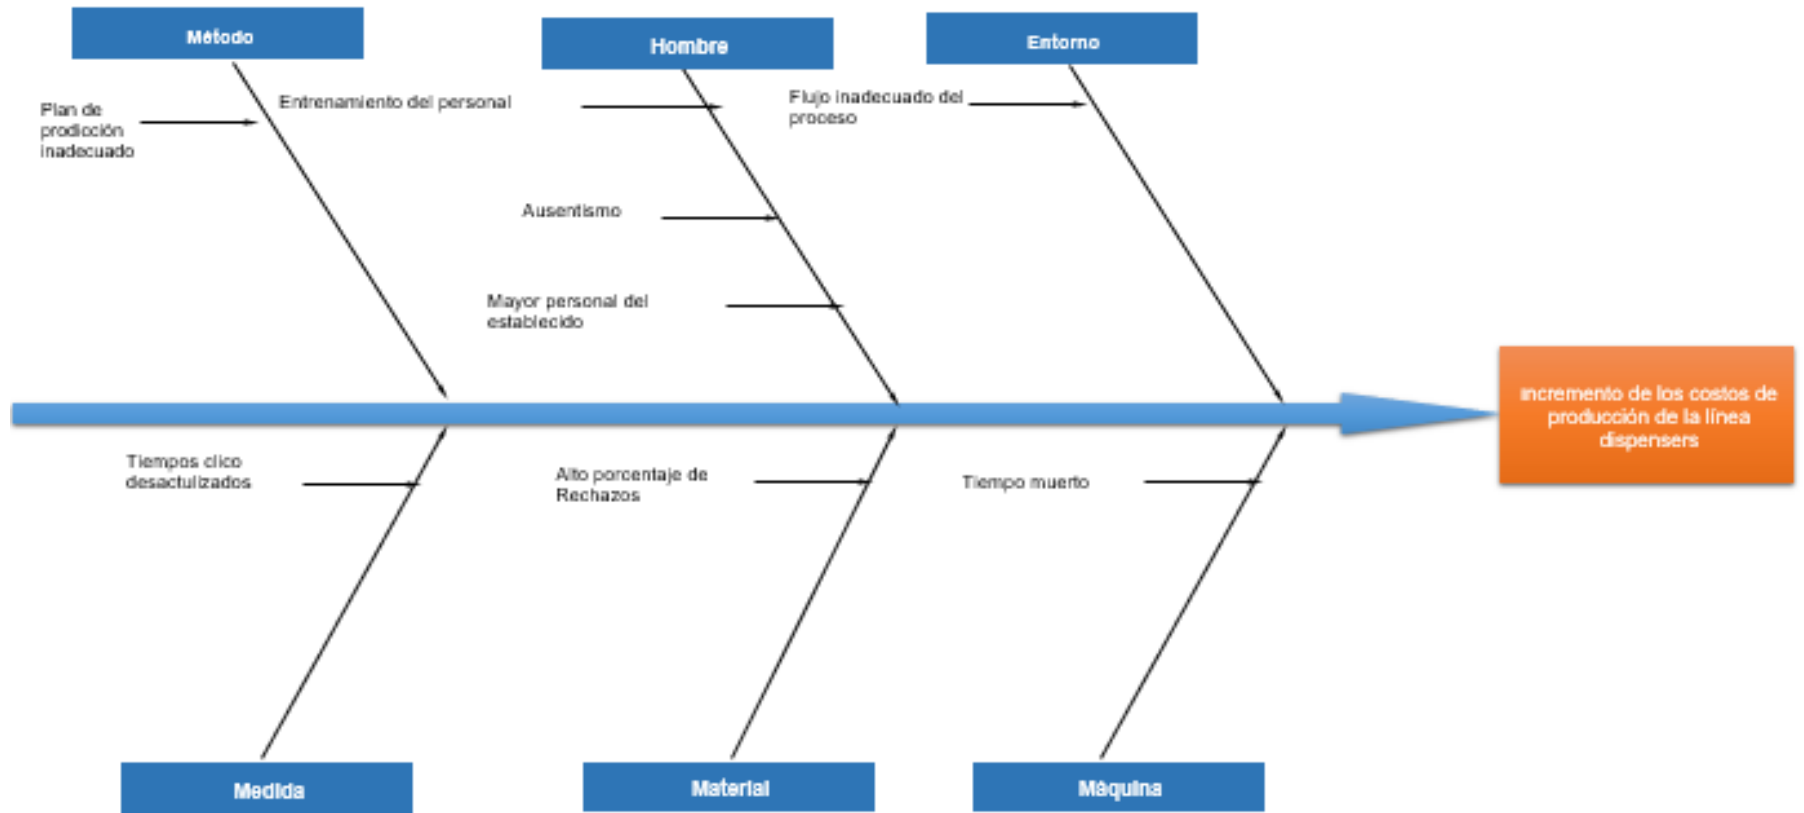 Método
Hombre
Entorno
Plan de
prodicción
inadecuado
Entrenamiento del personal
Flujo inadecuado del
proceso
Ausentismo
Mayor personal del
establecido
incremento de los costos de
producción de la línea
dispensers
Tiempos clico
desactulizados
Alto porcentaje de
Rechazos
Tiempo muerto
Medida
Material
Máquina